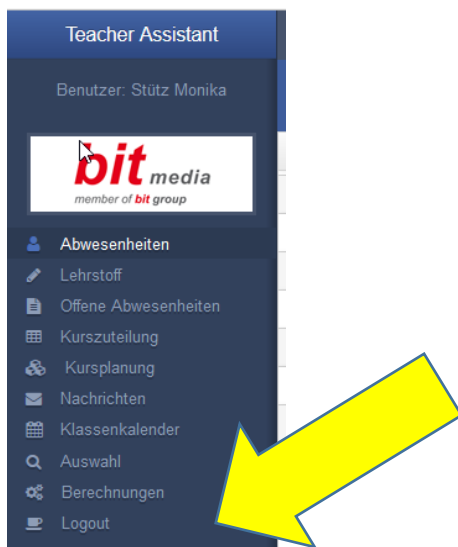 Teacher Assistant
Benutzer: Stütz Monika
bit media
member of bit group
Abwesenheiten
Lehrstoff
Offene Abwesenheiten
Kurszuteilung
Kursplanung
Nachrichten
Klassenkalender
Auswahl
Berechnungen
Logout